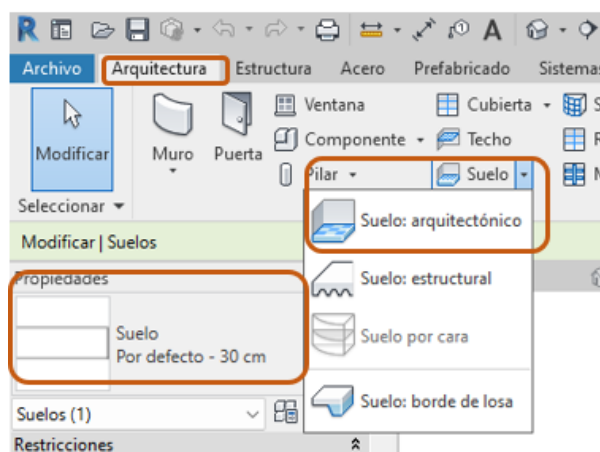 Archivo Arquitectura Estructura Acero Prefabricado Sistemas
Modificar
Muro
Puerta
Ventana
Componente
Pilar
Cubierta
Techo
Suelo
Seleccionar
Suelo: arquitectónico
Suelo: estructural
Suelo por cara
Suelo: borde de losa
Modificar | Suelos
Propiedades
Suelo
Por defecto - 30 cm
Suelos (1)
Restricciones